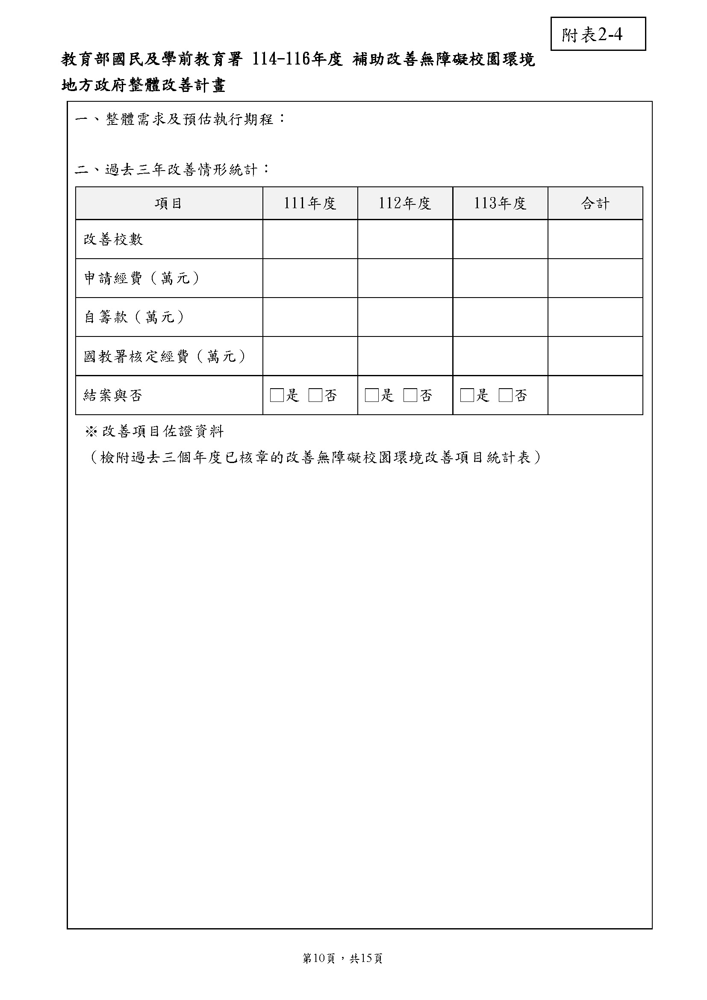 附表2-4
教育部國民及學前教育署 114-116年度 補助改善無障礙校園環境
地方政府整體改善計畫
一、整體需求及預估執行期程：
二、過去三年改善情形統計：
項目 111年度 112年度 113年度 合計
改善校數
申請經費（萬元）
自籌款（萬元）
國教署核定經費（萬元）
結案與否 □是 □否 □是 □否 □是 □否
※改善項目佐證資料
（檢附過去三個年度已核章的改善無障礙校園環境改善項目統計表）
第10頁，共15頁